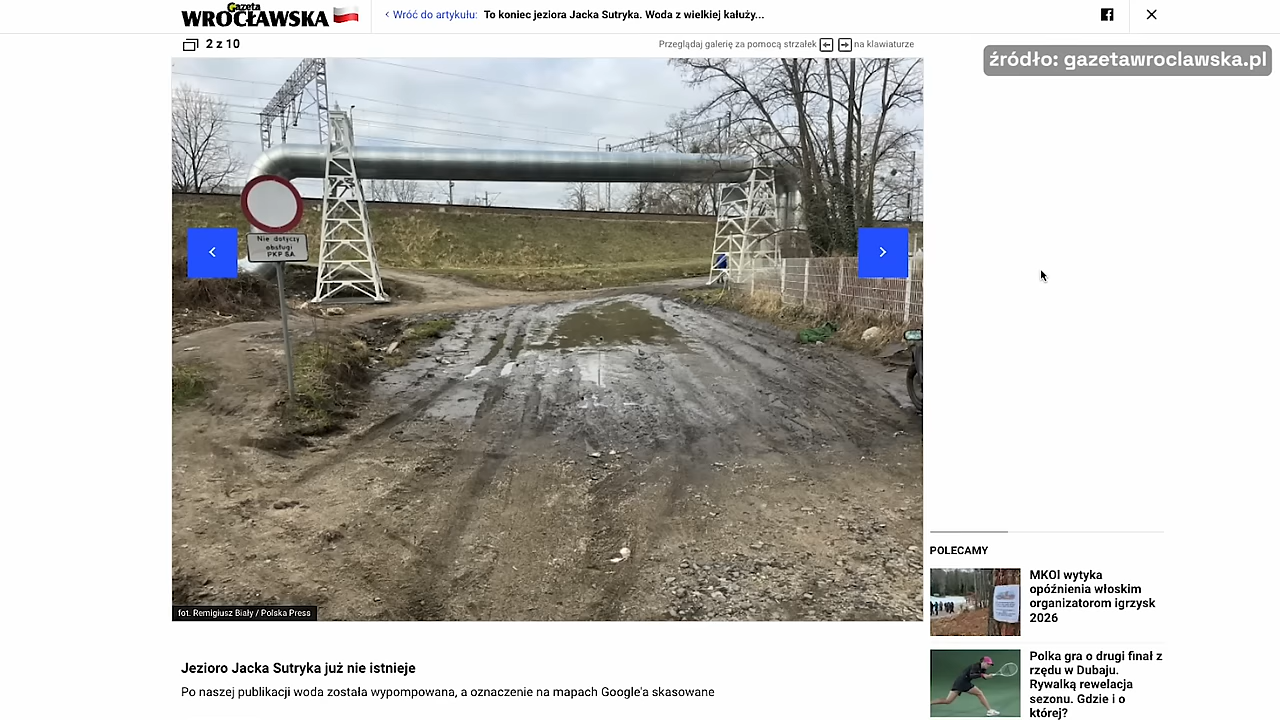 Gazeta
WROCŁAWSKA
Wróć do artykułu: To koniec jeziora Jacka Sutryka. Woda z wielkiej kałuży...
2 z 10
Przeglądaj galerię za pomocą strzałek na klawiaturze
źródło: gazetawroclawska.pl
Nie dotyczy
obsługi
PKP SA
fot. Remigiusz Biały / Polska Press
Jezioro Jacka Sutryka już nie istnieje
Po naszej publikacji woda została wypompowana, a oznaczenie na mapach Google'a skasowane
POLECAMY
MKOl wytyka
opóźnienia włoskim
organizatorom igrzysk
2026
Polka gra o drugi finał z
rzędu w Dubaju.
Rywalką rewelacja
sezonu. Gdzie i o
której?